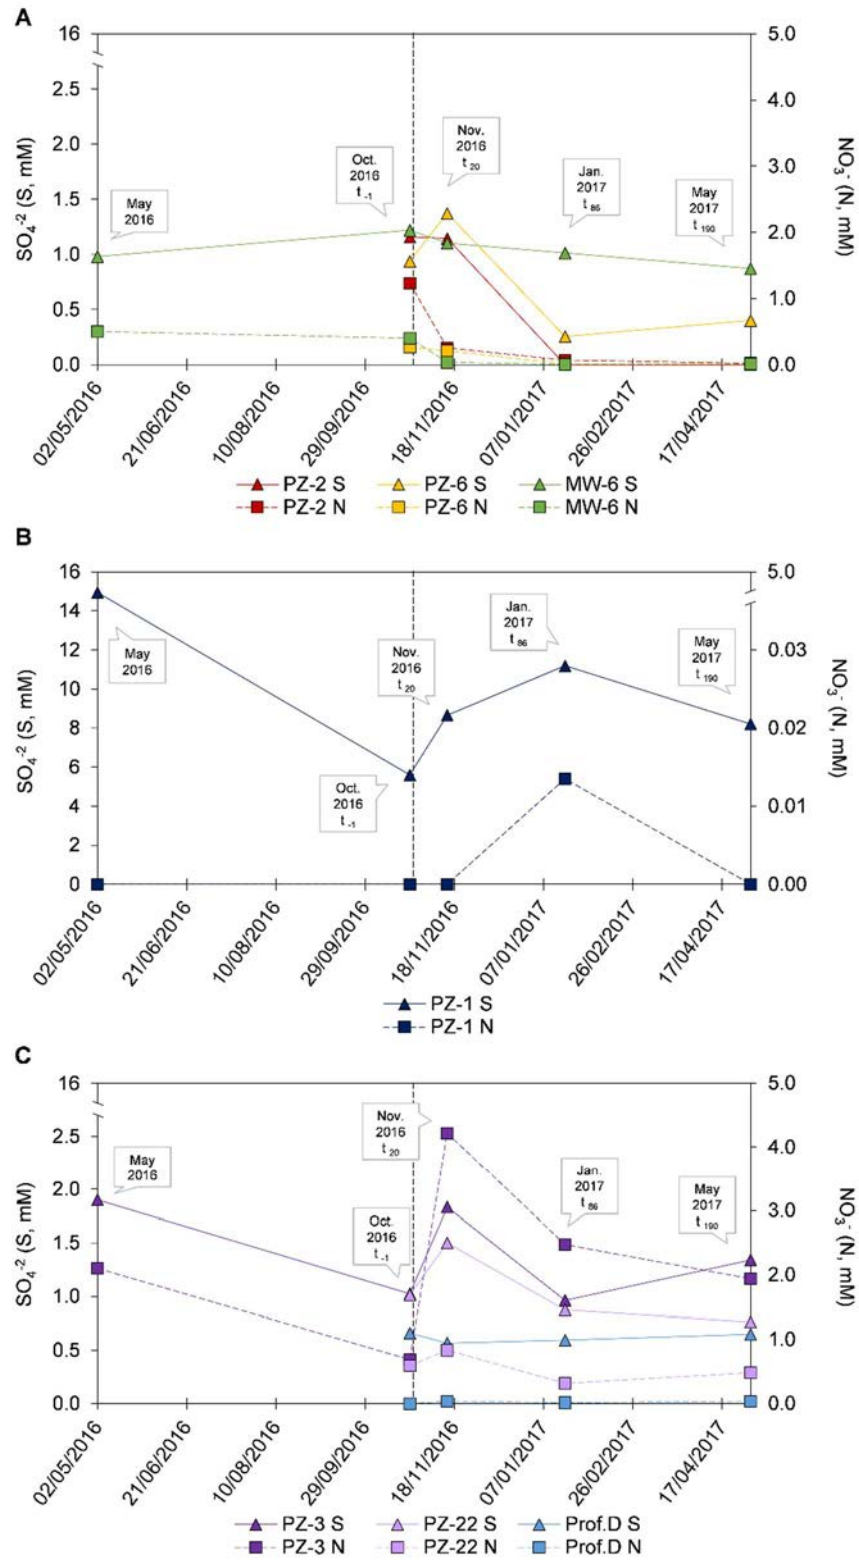 A
16
5.0
2.5
4.0
2.0
3.0
1.5
2.0
1.0
1.0
0.5
0.0
0.0
SO4-2 (S, mM)
NO3- (N, mM)
May
2016
Oct.
2016
t -1
Nov.
2016
t 20
Jan.
2017
t 86
May
2017
t 190
02/05/2016
21/06/2016
10/08/2016
29/09/2016
18/11/2016
07/01/2017
26/02/2017
17/04/2017
PZ-2 S PZ-6 S MW-6 S
PZ-2 N PZ-6 N MW-6 N
B
16
5.0
14
12
0.03
10
8
0.02
6
4
0.01
2
0
0.00
SO4-2 (S, mM)
NO3- (N, mM)
May
2016
Oct.
2016
t -1
Nov.
2016
t 20
Jan.
2017
t 86
May
2017
t 190
02/05/2016
21/06/2016
10/08/2016
29/09/2016
18/11/2016
07/01/2017
26/02/2017
17/04/2017
PZ-1 S
PZ-1 N
C
16
5.0
2.5
4.0
2.0
3.0
1.5
2.0
1.0
1.0
0.5
0.0
0.0
SO4-2 (S, mM)
NO3- (N, mM)
May
2016
Oct.
2016
t -1
Nov.
2016
t 20
Jan.
2017
t 86
May
2017
t 190
02/05/2016
21/06/2016
10/08/2016
29/09/2016
18/11/2016
07/01/2017
26/02/2017
17/04/2017
PZ-3 S PZ-22 S Prof.D S
PZ-3 N PZ-22 N Prof.D N